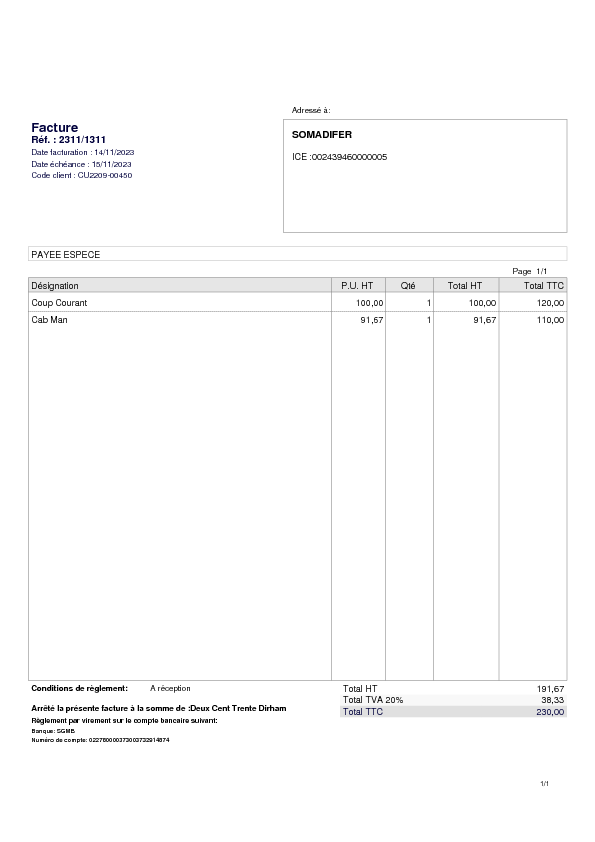 Adressé à:
Facture
Réf. : 2311/1311
Date facturation : 14/11/2023
Date échéance : 15/11/2023
Code client : CU2209-00450
SOMADIFER
ICE :002439460000005
PAYEE ESPECE
Page 1/1
Désignation P.U. HT Qté Total HT Total TTC
Coup Courant 100,00 1 100,00 120,00
Cab Man 91,67 1 91,67 110,00
Conditions de règlement: A réception
Total HT 191,67
Total TVA 20% 38,33
Total TTC 230,00
Arrêté la présente facture à la somme de :Deux Cent Trente Dirham
Règlement par virement sur le compte bancaire suivant:
Banque: SGMB
Numéro de compte:
1/1